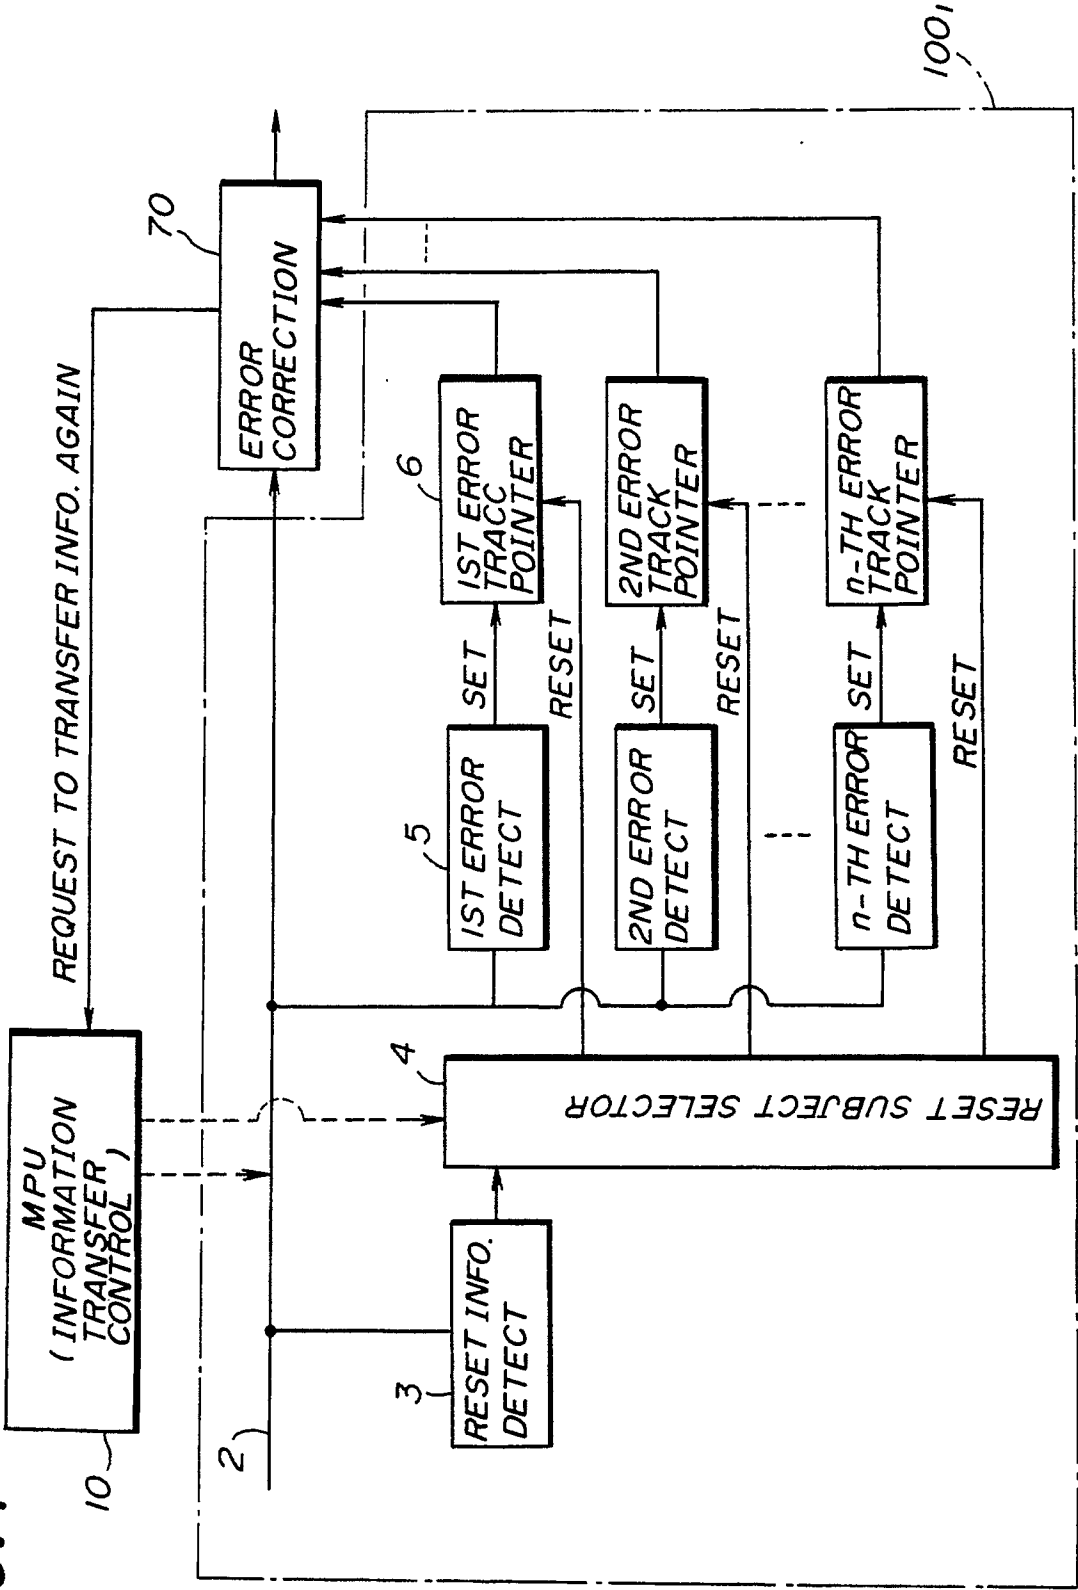 10
MPU
(INFORMATION
TRANSFER
CONTROL)
REQUEST TO TRANSFER INFO. AGAIN
70
ERROR
CORRECTION
2
3
RESET INFO.
DETECT
4
RESET SUBJECT SELECTOR
5
1ST ERROR
DETECT
SET
6
1ST ERROR
TRACC
POINTER
RESET
2ND ERROR
DETECT
SET
2ND ERROR
TRACK
POINTER
RESET
n-TH ERROR
DETECT
SET
n-TH ERROR
TRACK
POINTER
RESET
100₁